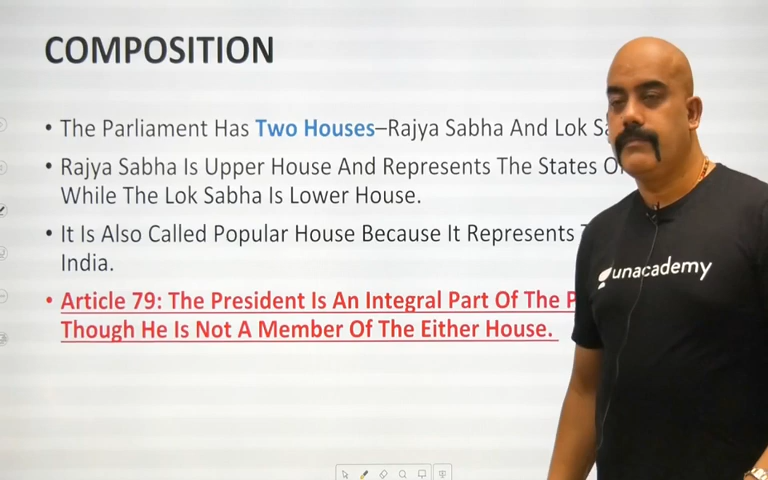 COMPOSITION
• The Parliament Has Two Houses–Rajya Sabha And Lok
• Rajya Sabha Is Upper House And Represents The States
While The Lok Sabha Is Lower House.
• It Is Also Called Popular House Because It Represents
India.
• Article 79: The President Is An Integral Part Of The
Though He Is Not A Member Of The Either House.
unacademy